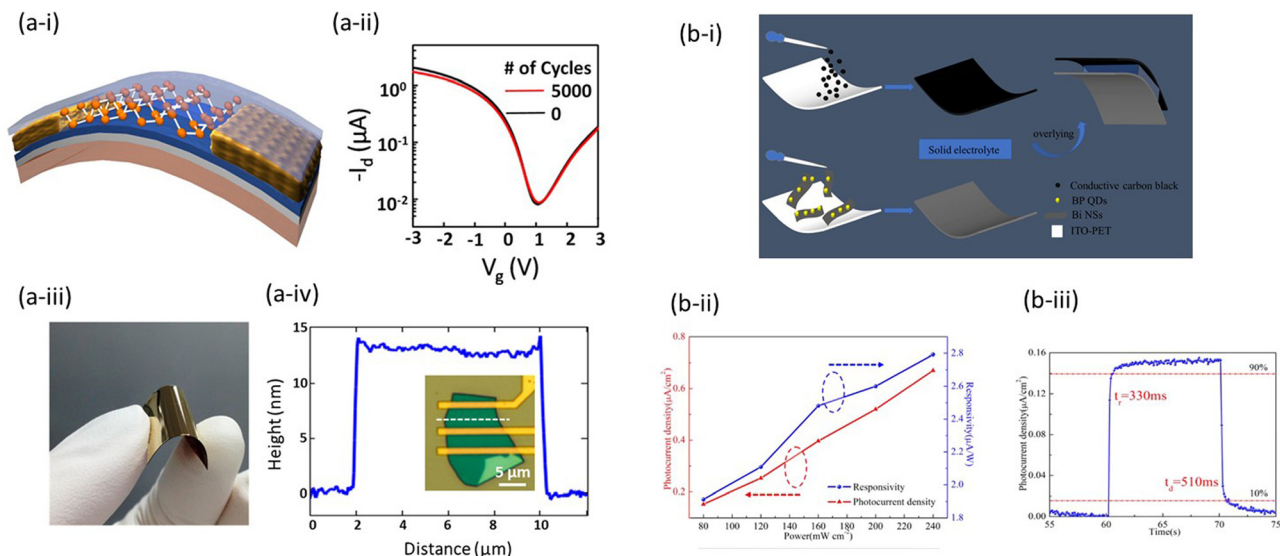 (a-i)
(a-ii)
# of Cycles
5000
0
10⁰
10⁻¹
10⁻²
-I_d (μA)
-3 -2 -1 0 1 2 3
V_g (V)
(b-i)
Solid electrolyte
overlying
Conductive carbon black
BP QDs
Bi NSs
ITO-PET
(a-iii)
(a-iv)
15
10
5
0
Height (nm)
5 μm
0 2 4 6 8 10
Distance (μm)
(b-ii)
0.8
0.6
0.4
0.2
Photocurrent density(μA/cm²)
2.8
2.6
2.4
2.2
2.0
1.8
Responsivity(μA/W)
Responsivity
Photocurrent density
80 100 120 140 160 180 200 220 240
Power(mW cm⁻²)
(b-iii)
0.16
0.12
0.08
0.04
0.00
Photocurrent density(μA/cm²)
90%
t_r=330ms
t_d=510ms
10%
55 60 65 70 75
Time(s)